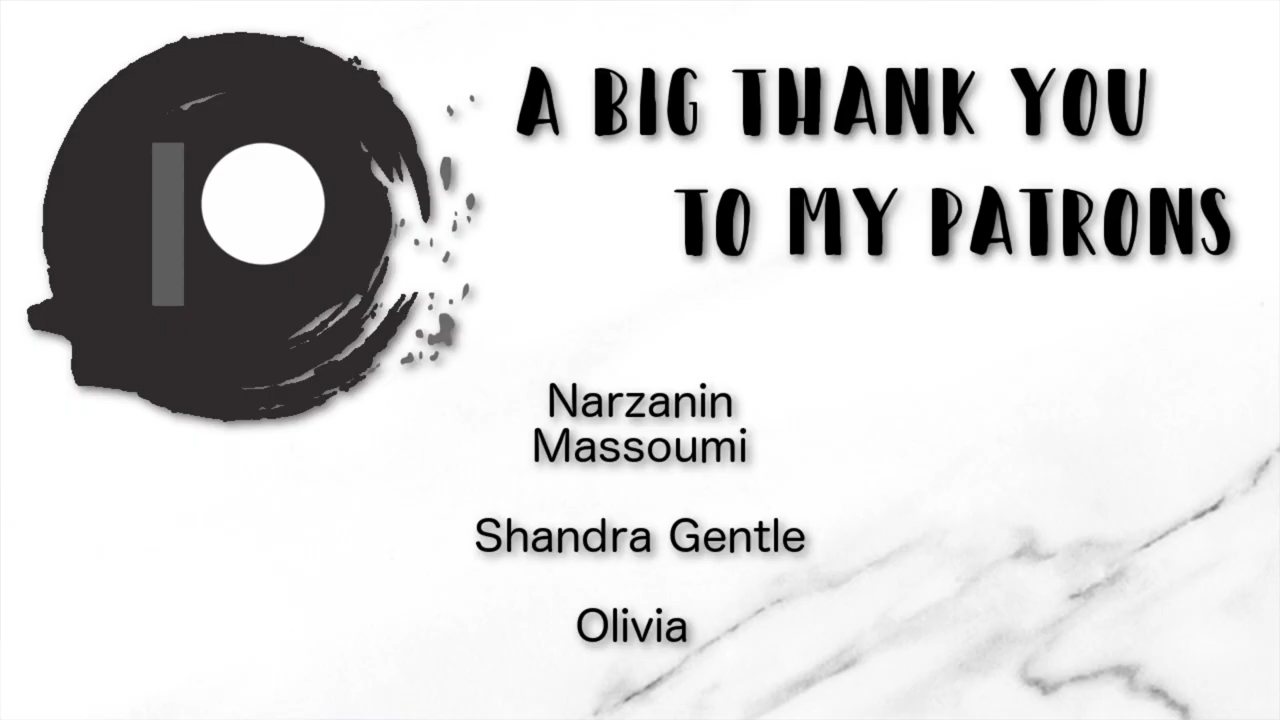 A BIG THANK YOU
TO MY PATRONS
Narzanin
Massoumi
Shandra Gentle
Olivia